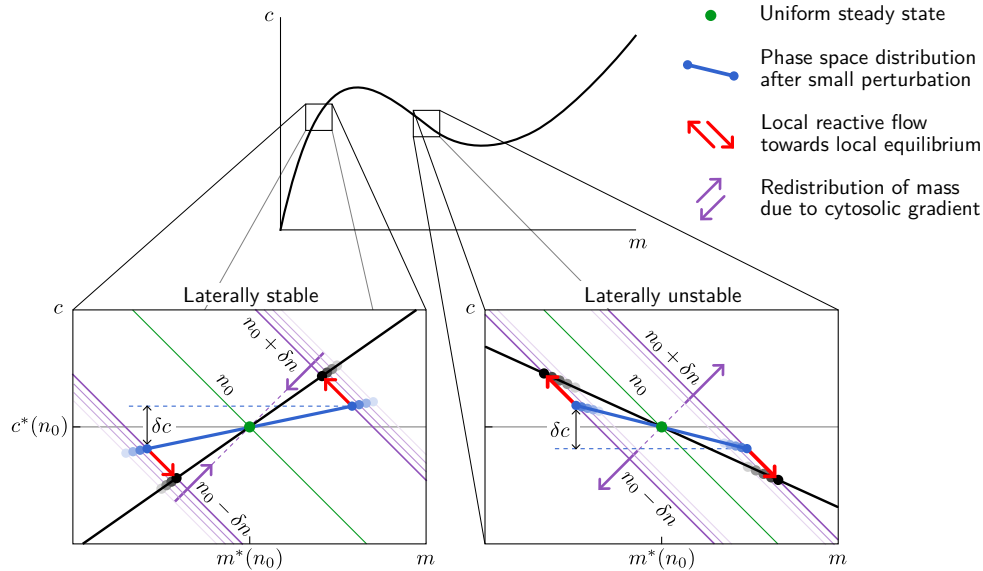 c
m
Uniform steady state
Phase space distribution
after small perturbation
Local reactive flow
towards local equilibrium
Redistribution of mass
due to cytosolic gradient
Laterally stable
c
n₀ + δn
n₀
δc
c*(n₀)
n₀ − δn
m*(n₀)
m
Laterally unstable
c
n₀ + δn
n₀
δc
n₀ − δn
m*(n₀)
m